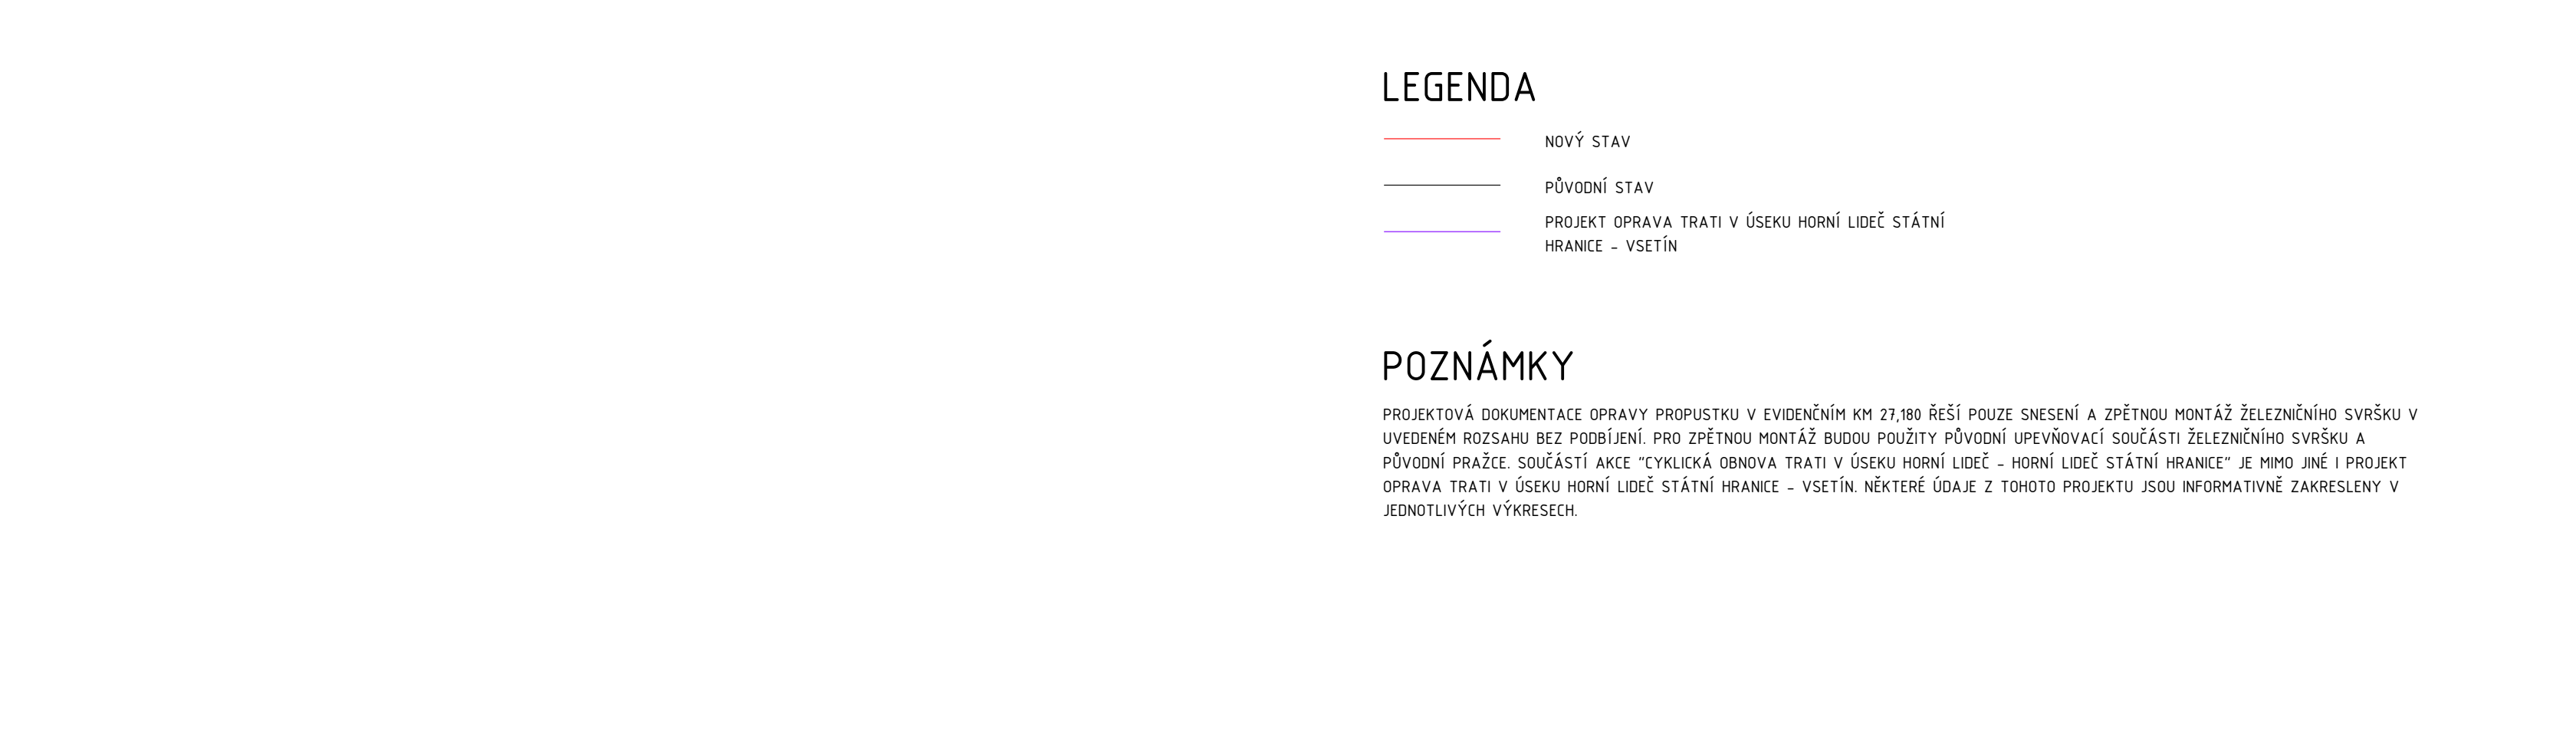 LEGENDA
NOVÝ STAV
PŮVODNÍ STAV
PROJEKT OPRAVA TRATI V ÚSEKU HORNÍ LIDEČ STÁTNÍ
HRANICE - VSETÍN
POZNÁMKY
PROJEKTOVÁ DOKUMENTACE OPRAVY PROPUSTKU V EVIDENČNÍM KM 27,180 ŘEŠÍ POUZE SNESENÍ A ZPĚTNOU MONTÁŽ ŽELEZNIČNÍHO SVRŠKU V
UVEDENÉM ROZSAHU BEZ PODBÍJENÍ. PRO ZPĚTNOU MONTÁŽ BUDOU POUŽITY PŮVODNÍ UPEVŇOVACÍ SOUČÁSTI ŽELEZNIČNÍHO SVRŠKU A
PŮVODNÍ PRAŽCE. SOUČÁSTÍ AKCE "CYKLICKÁ OBNOVA TRATI V ÚSEKU HORNÍ LIDEČ - HORNÍ LIDEČ STÁTNÍ HRANICE" JE MIMO JINÉ I PROJEKT
OPRAVA TRATI V ÚSEKU HORNÍ LIDEČ STÁTNÍ HRANICE - VSETÍN. NĚKTERÉ ÚDAJE Z TOHOTO PROJEKTU JSOU INFORMATIVNĚ ZAKRESLENY V
JEDNOTLIVÝCH VÝKRESECH.